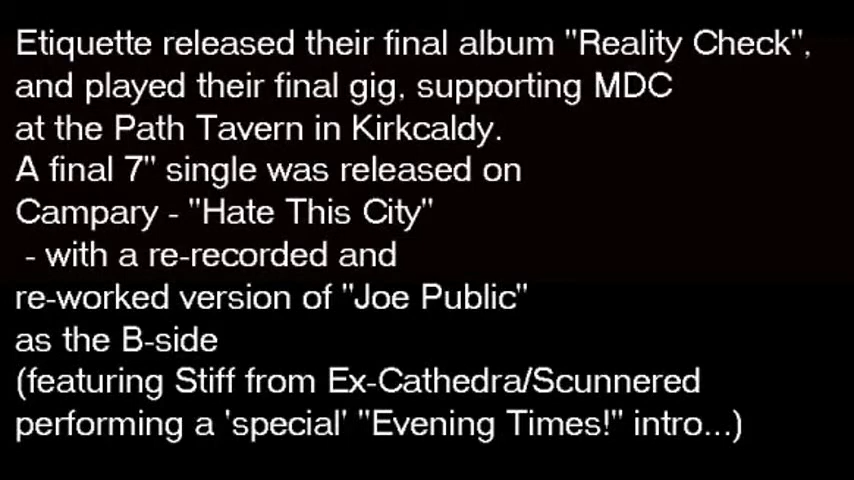 Etiquette released their final album "Reality Check",
and played their final gig, supporting MDC
at the Path Tavern in Kirkcaldy.
A final 7" single was released on
Campary - "Hate This City"
- with a re-recorded and
re-worked version of "Joe Public"
as the B-side
(featuring Stiff from Ex-Cathedra/Scunnered
performing a 'special' "Evening Times!" intro...)